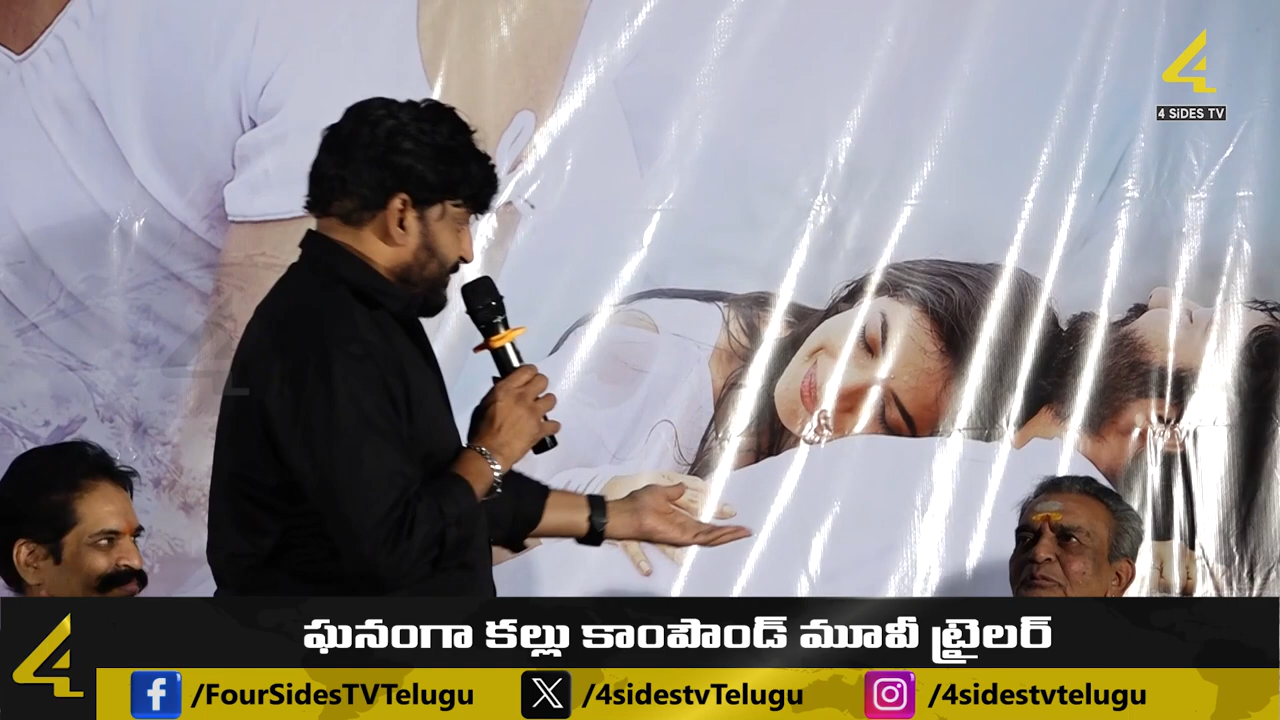 4 SiDES TV
ఘనంగా కల్లు కాంపౌండ్ మూవీ ట్రైలర్
/FourSidesTVTelugu
/4sidestvTelugu
/4sidestvtelugu